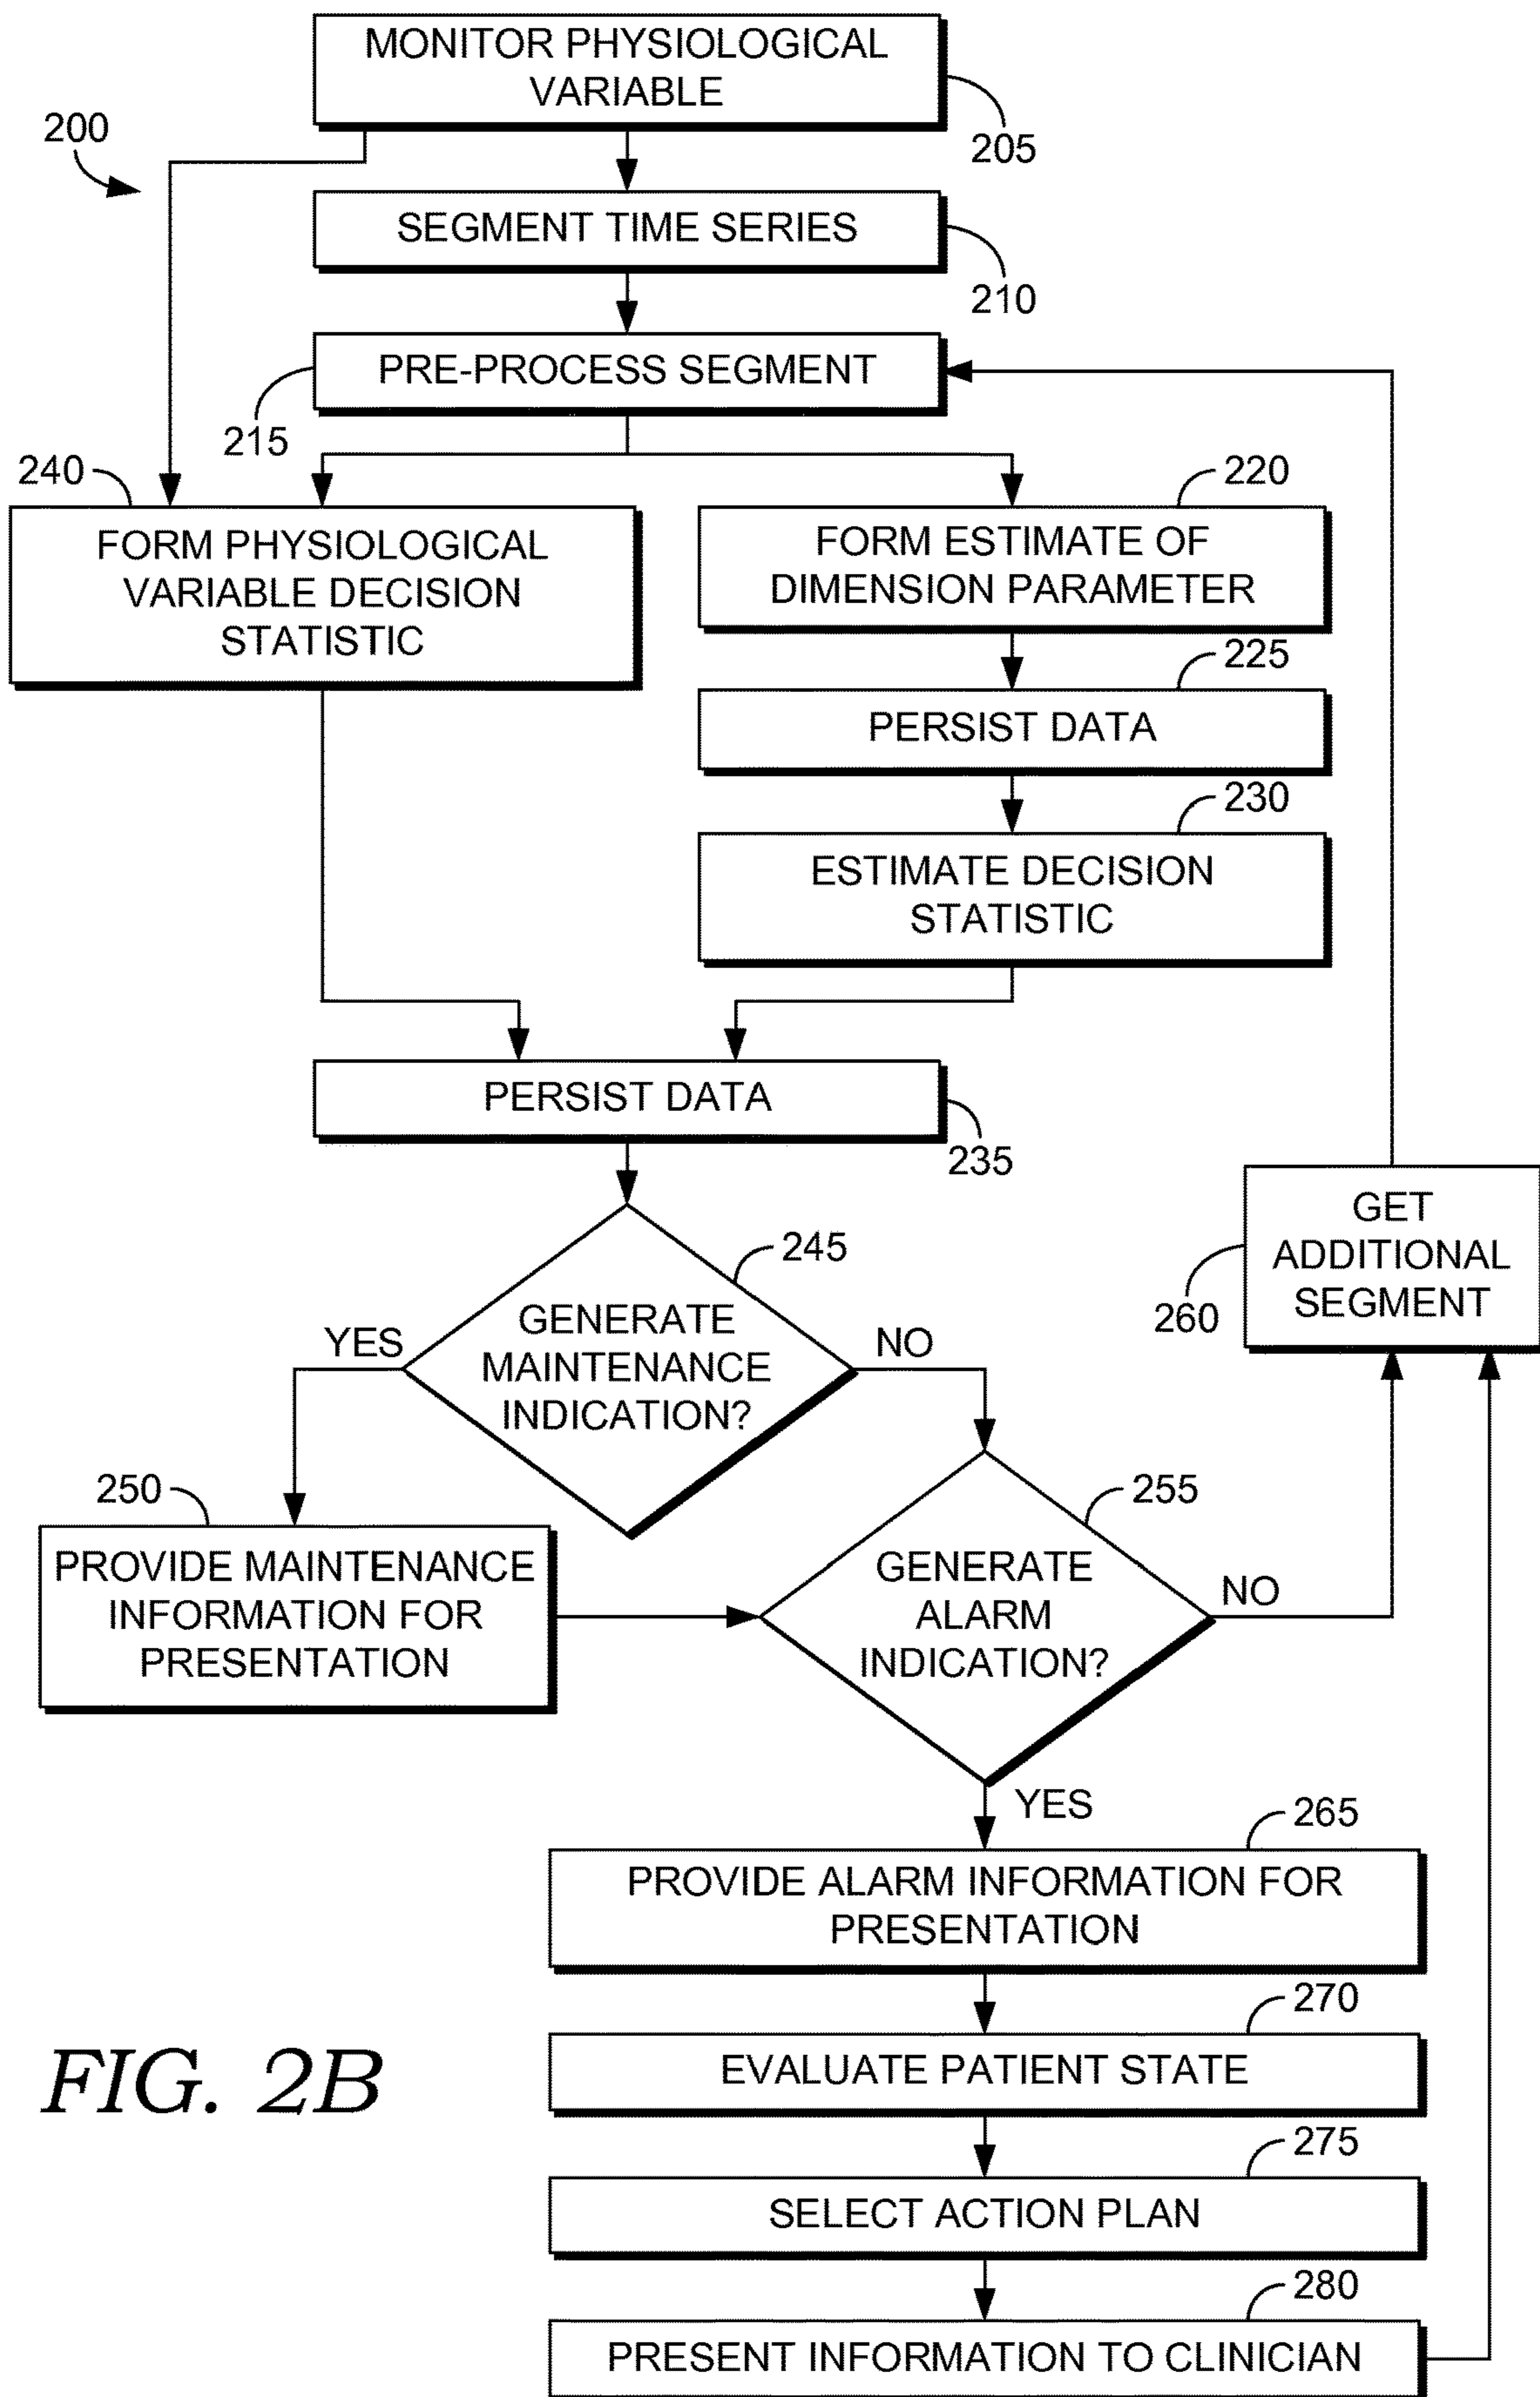 MONITOR PHYSIOLOGICAL
VARIABLE
205
200
SEGMENT TIME SERIES
210
PRE-PROCESS SEGMENT
215
240
FORM PHYSIOLOGICAL
VARIABLE DECISION
STATISTIC
220
FORM ESTIMATE OF
DIMENSION PARAMETER
225
PERSIST DATA
230
ESTIMATE DECISION
STATISTIC
PERSIST DATA
235
245
GENERATE
MAINTENANCE
INDICATION?
YES
NO
GET
ADDITIONAL
SEGMENT
260
250
PROVIDE MAINTENANCE
INFORMATION FOR
PRESENTATION
255
GENERATE
ALARM
INDICATION?
NO
YES
265
PROVIDE ALARM INFORMATION FOR
PRESENTATION
270
EVALUATE PATIENT STATE
275
SELECT ACTION PLAN
280
PRESENT INFORMATION TO CLINICIAN
FIG. 2B